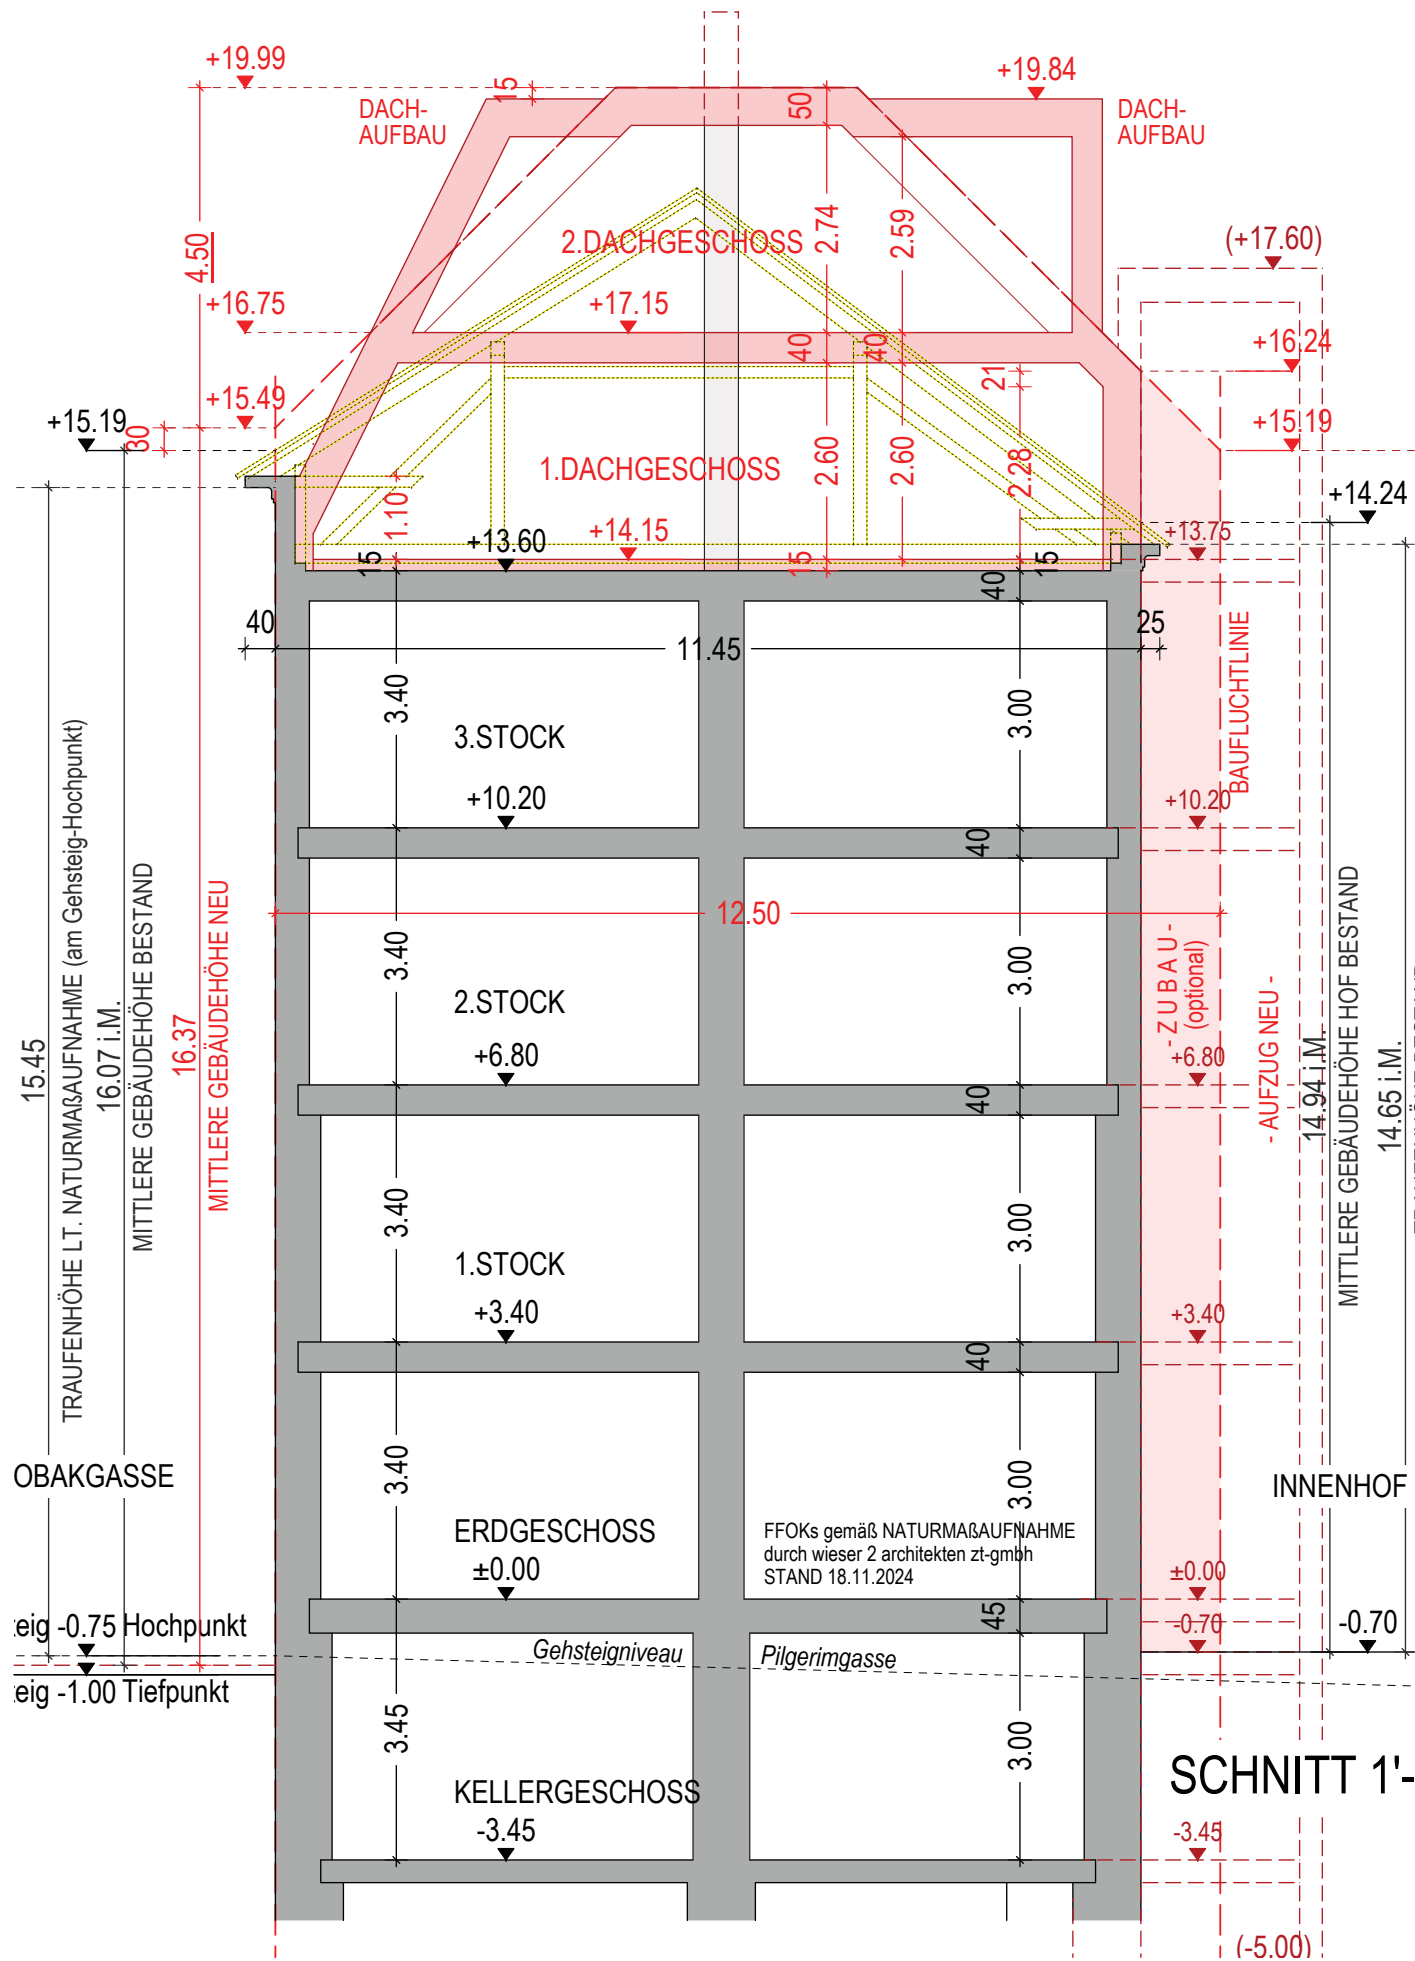 +19.99
15
+19.84
DACH-
AUFBAU
50
DACH-
AUFBAU
4.50
2.DACHGESCHOSS
2.74
2.59
(+17.60)
+16.75
+17.15
40
40
+16.24
21
+15.49
+15.19
30
+15.19
1.DACHGESCHOSS
2.60
2.60
2.28
1.10
+14.24
+13.60
+14.15
+13.75
15
15
15
40
40
11.45
25
BAUFLUCHTLINIE
3.40
3.00
3.STOCK
+10.20
+10.20
40
12.50
3.40
3.00
2.STOCK
+6.80
- Z U B A U -
(optional)
+6.80
- AUFZUG NEU -
40
15.45
TRAUFENHÖHE LT. NATURMAßAUFNAHME (am Gehsteig-Hochpunkt)
16.07 i.M.
MITTLERE GEBÄUDEHÖHE BESTAND
16.37
MITTLERE GEBÄUDEHÖHE NEU
14.94 i.M.
MITTLERE GEBÄUDEHÖHE HOF BESTAND
14.65 i.M.
3.40
3.00
1.STOCK
+3.40
+3.40
40
3.40
3.00
OBAKGASSE
INNENHOF
ERDGESCHOSS
±0.00
FFOKs gemäß NATURMAßAUFNAHME
durch wieser 2 architekten zt-gmbh
STAND 18.11.2024
±0.00
45
-0.70
-0.70
eig -0.75 Hochpunkt
Gehsteigniveau Pilgerimgasse
eig -1.00 Tiefpunkt
3.45
3.00
SCHNITT 1'-
KELLERGESCHOSS
-3.45
-3.45
(-5.00)